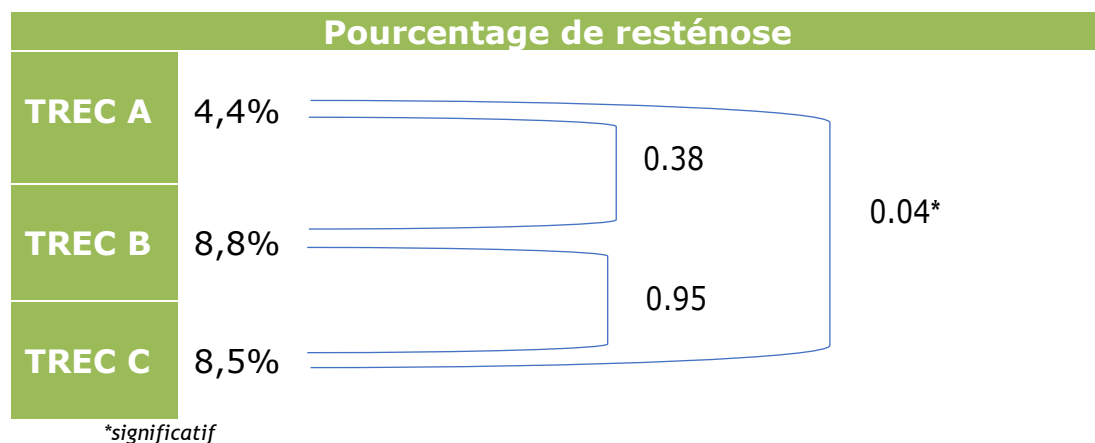 Pourcentage de resténose
TREC A 4,4%
0.38
0.04*
TREC B 8,8%
0.95
TREC C 8,5%
*significatif